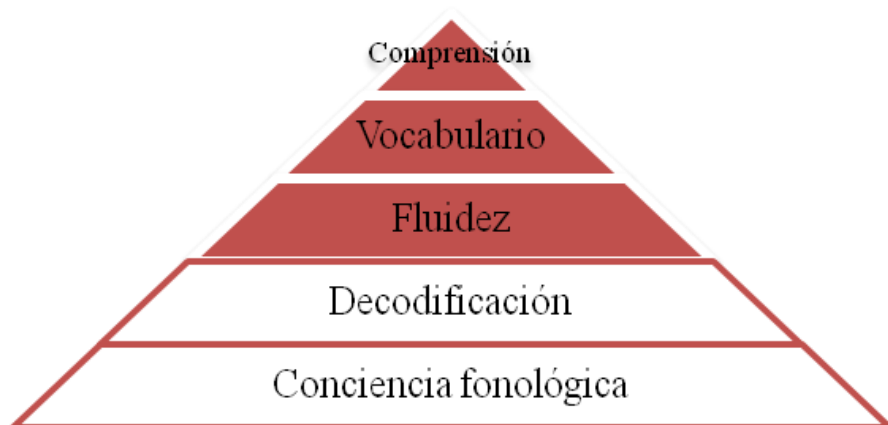 Comprensión
Vocabulario
Fluidez
Decodificación
Conciencia fonológica